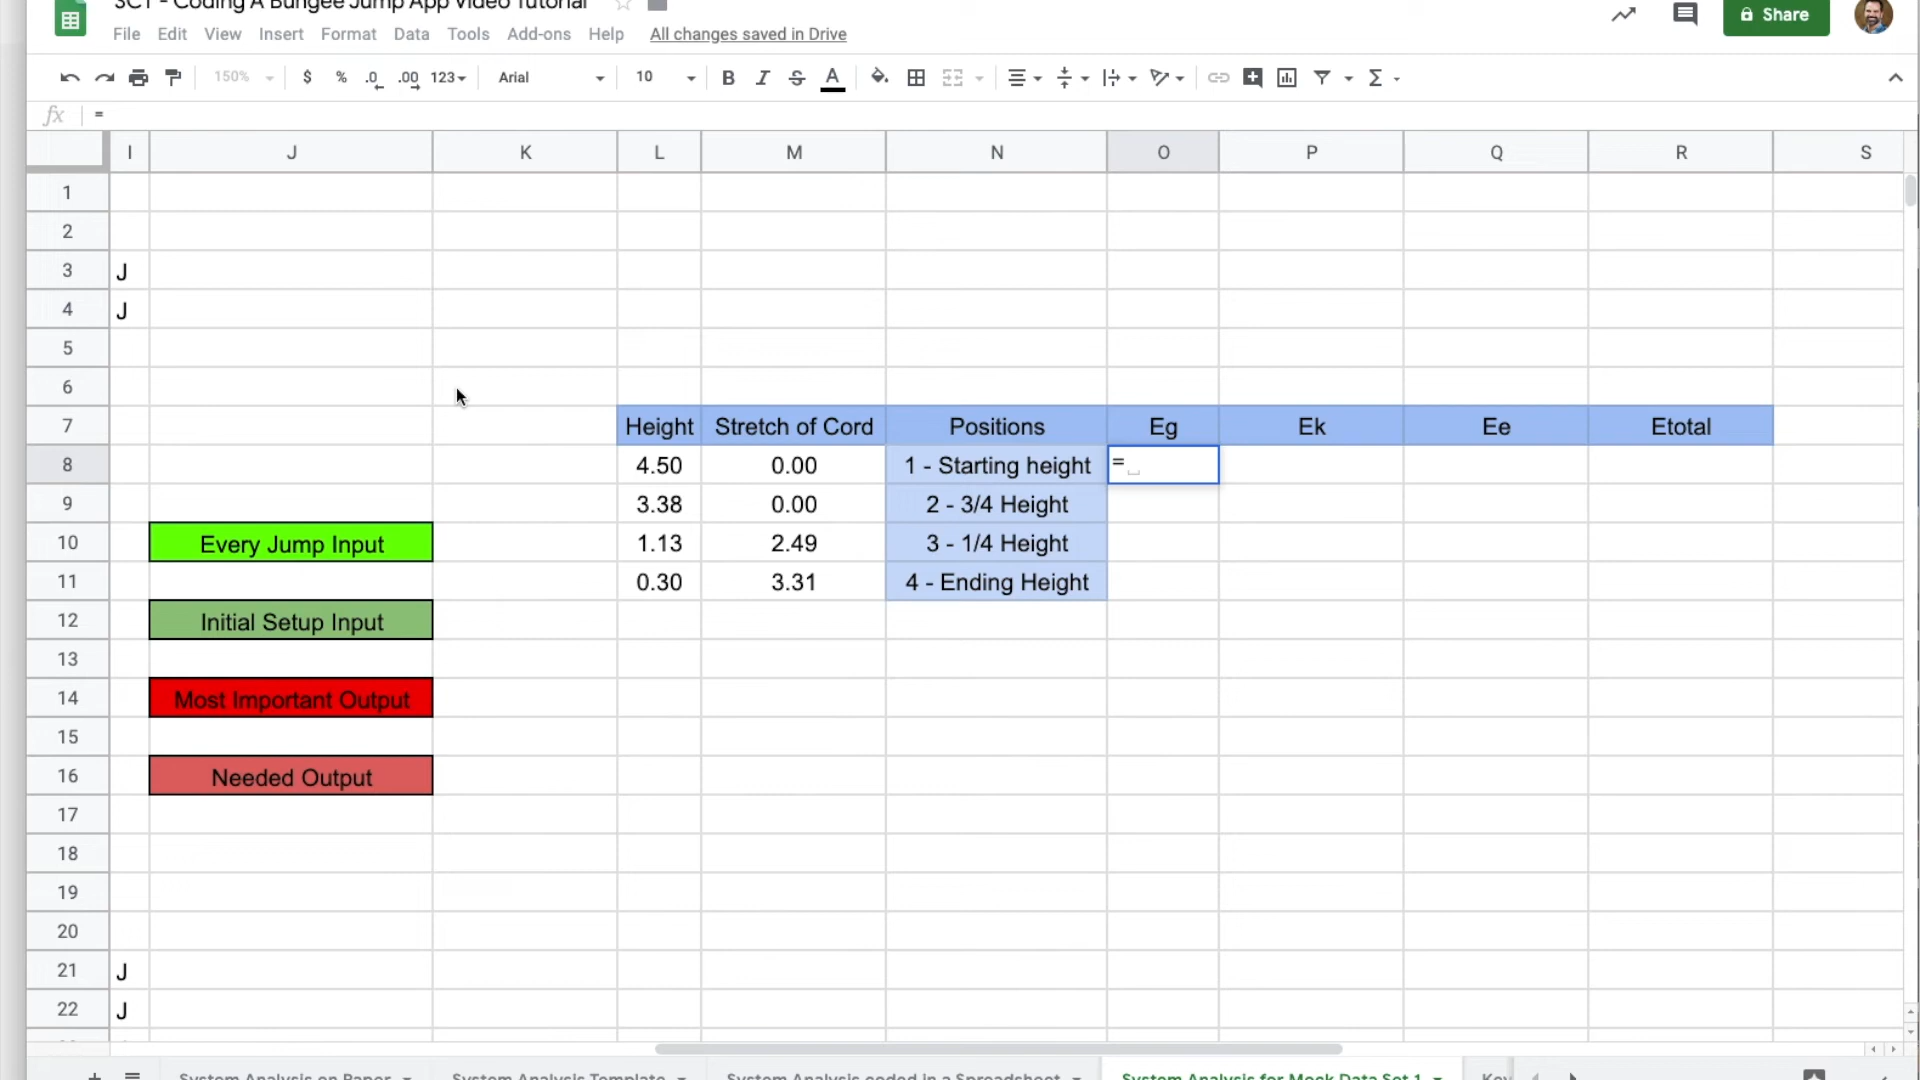 SCT - Coding A Bungee Jump App Video Tutorial
File Edit View Insert Format Data Tools Add-ons Help All changes saved in Drive
Share
150% $ % .0 .00 123 Arial 10 B I S A Σ
fx =
I J K L M N O P Q R S
1
2
3 J
4 J
5
6
7 Height Stretch of Cord Positions Eg Ek Ee Etotal
8 4.50 0.00 1 - Starting height =
9 3.38 0.00 2 - 3/4 Height
10 Every Jump Input 1.13 2.49 3 - 1/4 Height
11 0.30 3.31 4 - Ending Height
12 Initial Setup Input
13
14 Most Important Output
15
16 Needed Output
17
18
19
20
21 J
22 J
System Analysis on Paper System Analysis Template System Analysis coded in a Spreadsheet System Analysis for Mock Data Set 1 Key